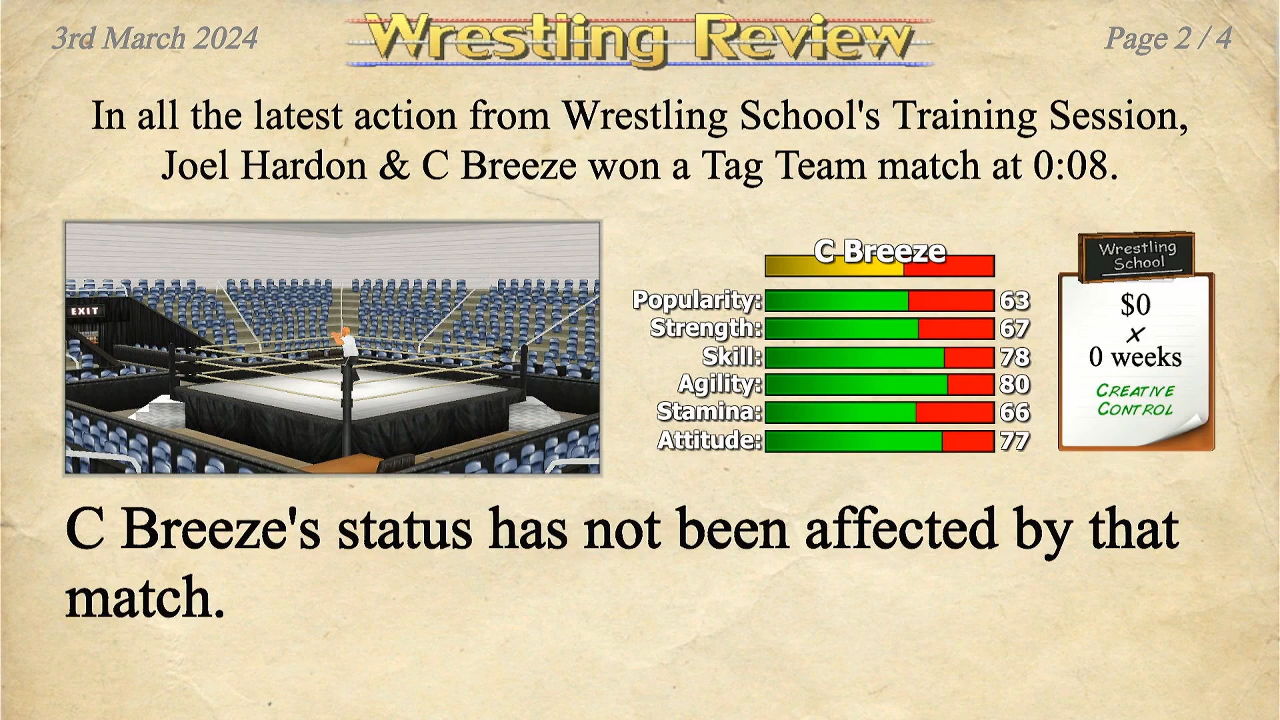 3rd March 2024
Wrestling Review
Page 2 / 4
In all the latest action from Wrestling School's Training Session,
Joel Hardon & C Breeze won a Tag Team match at 0:08.
EXIT
C Breeze
Popularity: 63
Strength: 67
Skill: 78
Agility: 80
Stamina: 66
Attitude: 77
Wrestling
School
$0
x
0 weeks
CREATIVE
CONTROL
C Breeze's status has not been affected by that
match.